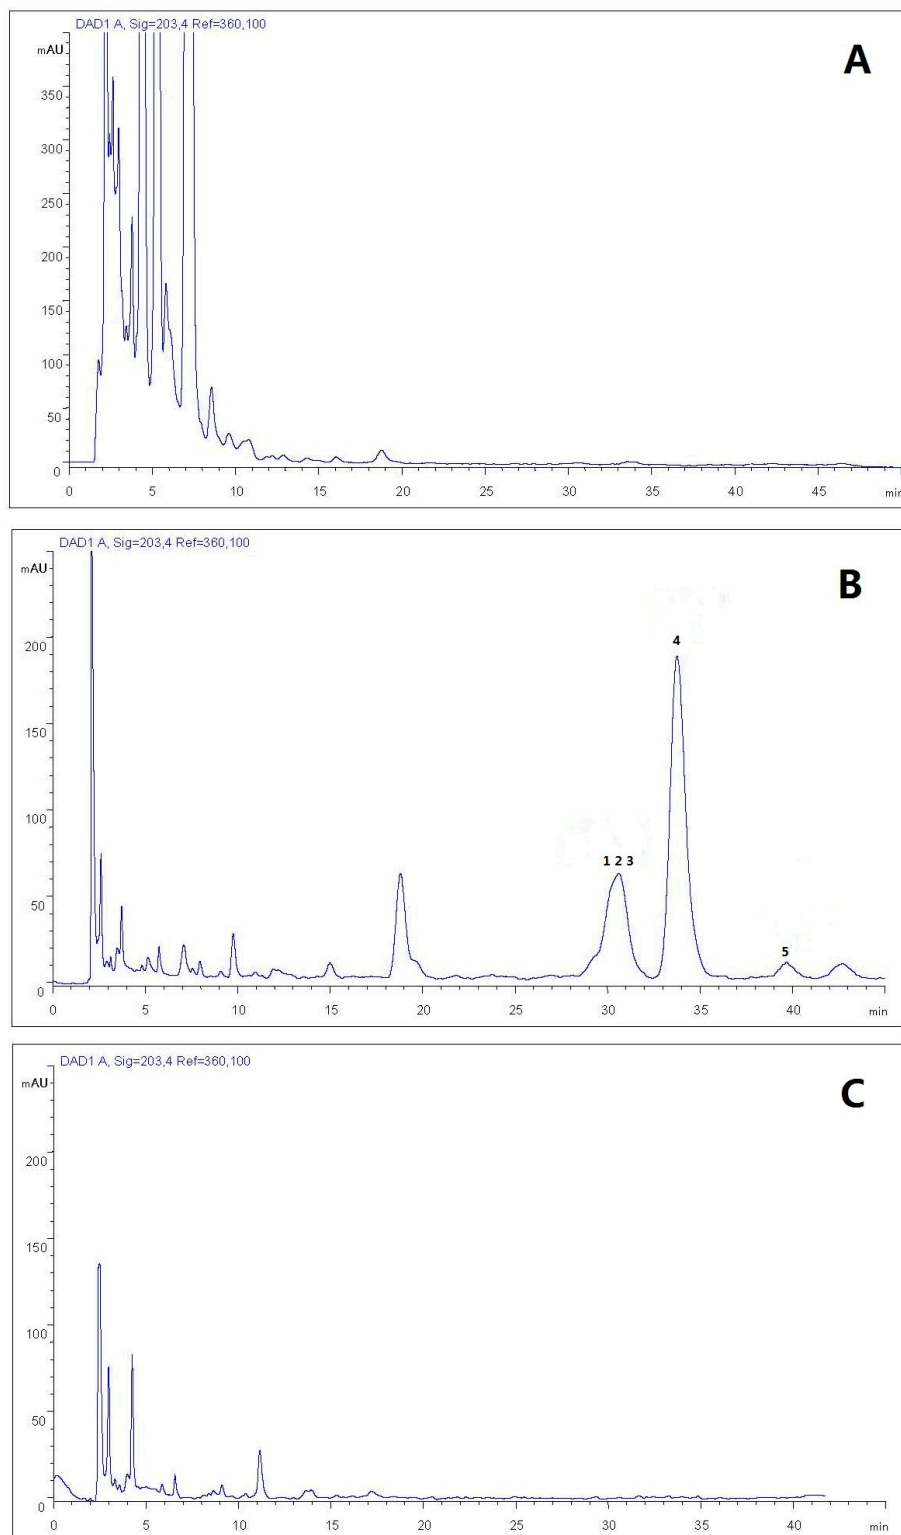 DAD1 A, Sig=203,4 Ref=360,100
mAU
A
350
300
250
200
150
100
50
0
0 5 10 15 20 25 30 35 40 45 min
DAD1 A, Sig=203,4 Ref=360,100
mAU
B
200
4
150
100
1 2 3
50
5
0
0 5 10 15 20 25 30 35 40 min
DAD1 A, Sig=203,4 Ref=360,100
mAU
C
200
150
100
50
0
0 5 10 15 20 25 30 35 40 min